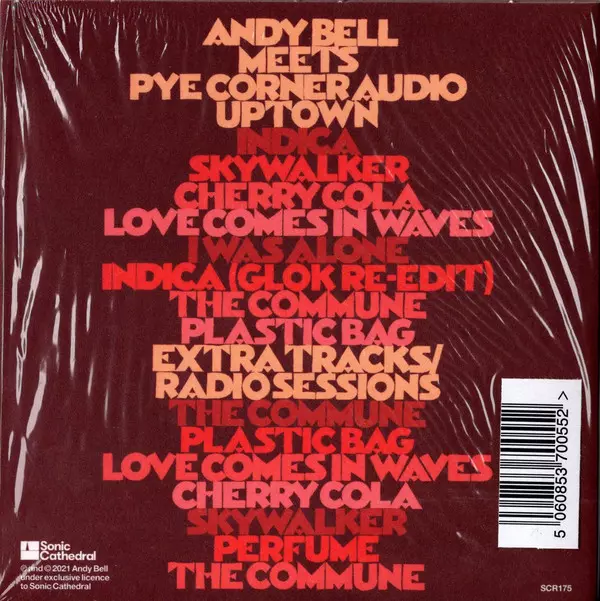 ANDY BELL
MEETS
PYE CORNER AUDIO
UPTOWN
INDICA
SKYWALKER
CHERRY COLA
LOVE COMES IN WAVES
I WAS ALONE
INDICA (GLOK RE-EDIT)
THE COMMUNE
PLASTIC BAG
EXTRA TRACKS/
RADIO SESSIONS
THE COMMUNE
PLASTIC BAG
LOVE COMES IN WAVES
CHERRY COLA
SKYWALKER
PERFUME
THE COMMUNE
5 060853 700552 >
Sonic
Cathedral
℗ and © 2021 Andy Bell
under exclusive licence
to Sonic Cathedral
SCR175